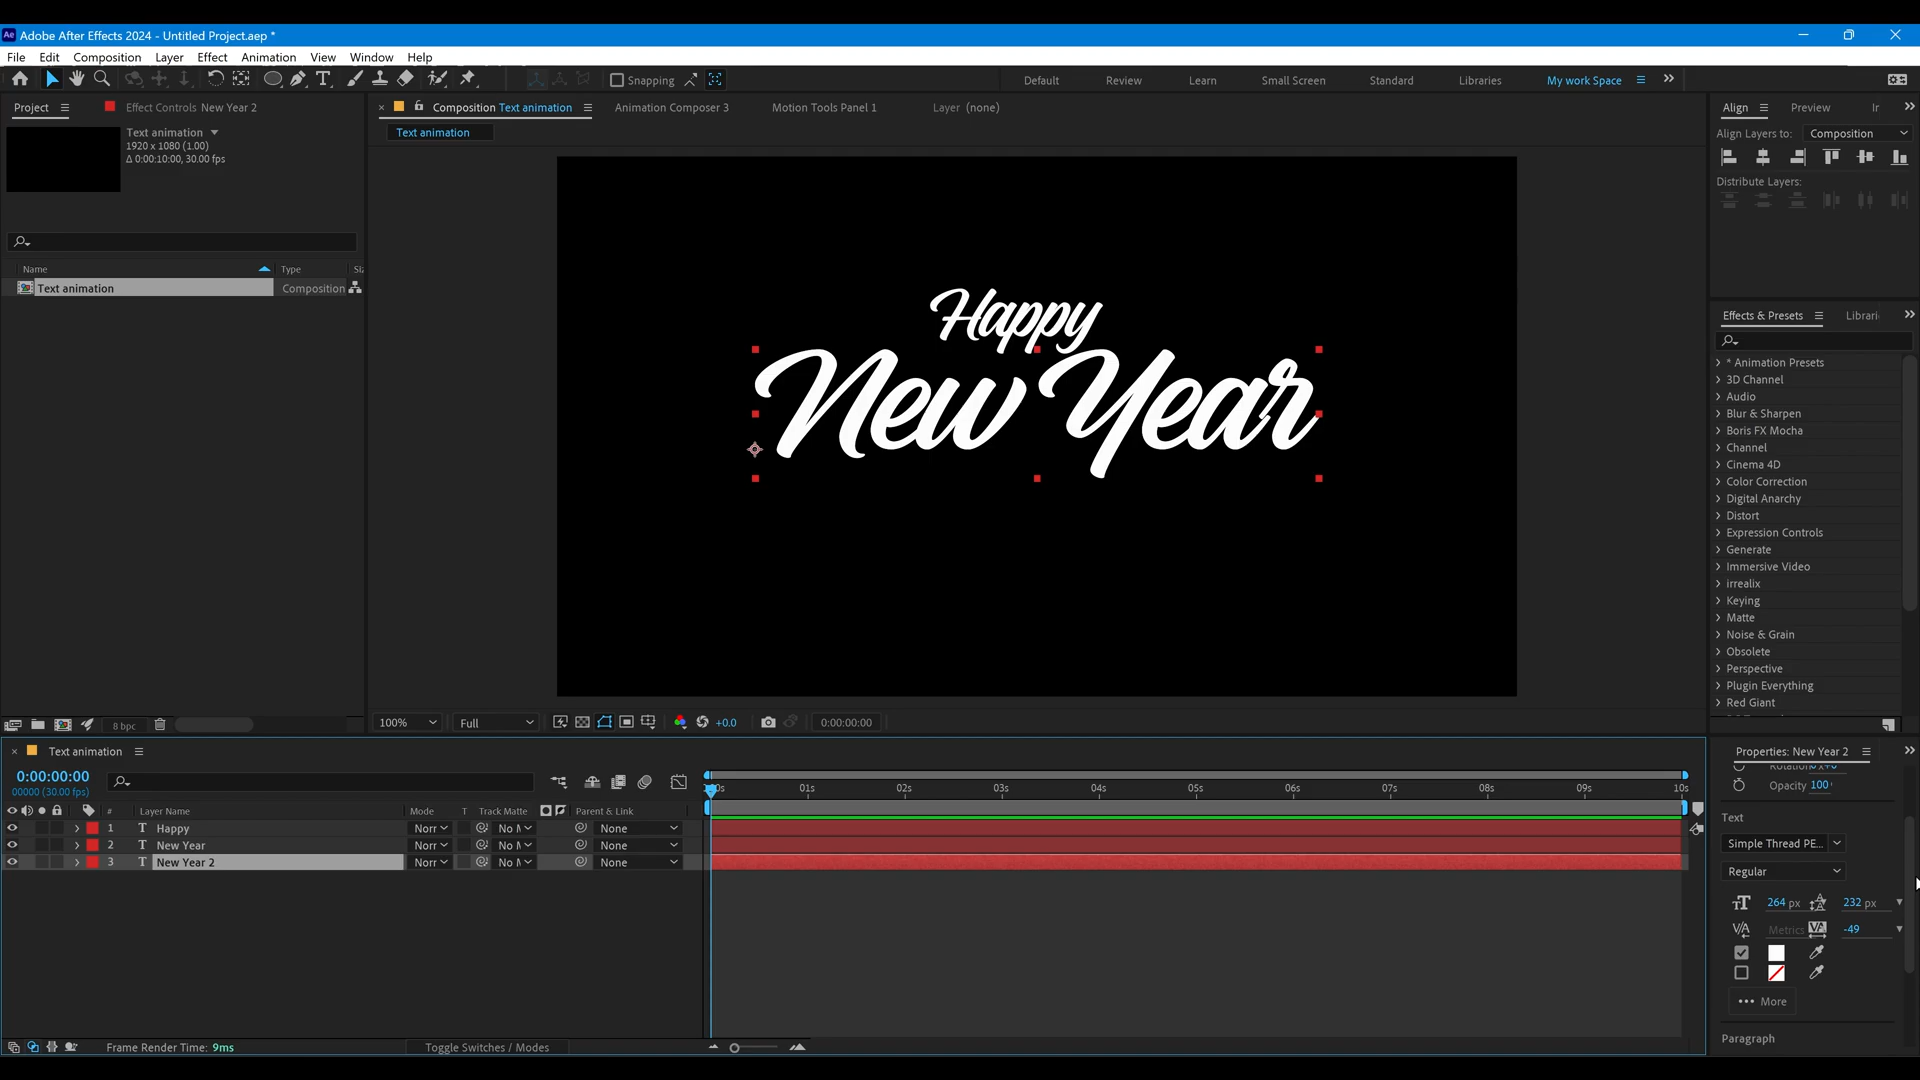 Ae Adobe After Effects 2024 - Untitled Project.aep *
File Edit Composition Layer Effect Animation View Window Help
Snapping Default Review Learn Small Screen Standard Libraries My work Space
Project Effect Controls New Year 2 Composition Text animation Animation Composer 3 Motion Tools Panel 1 Layer (none) Align Preview
Text animation
1920 x 1080 (1.00)
Δ 0:00:10:00, 30.00 fps
Text animation
Align Layers to: Composition
Distribute Layers:
Name Type
Text animation Composition
Happy
New Year
Effects & Presets Librari
* Animation Presets
3D Channel
Audio
Blur & Sharpen
Boris FX Mocha
Channel
Cinema 4D
Color Correction
Digital Anarchy
Distort
Expression Controls
Generate
Immersive Video
irrealix
Keying
Matte
Noise & Grain
Obsolete
Perspective
Plugin Everything
Red Giant
8 bpc 100% Full +0.0 0:00:00:00
Text animation
0:00:00:00
00000 (30.00 fps)
01s 02s 03s 04s 05s 06s 07s 08s 09s 10s
# Layer Name Mode T Track Matte Parent & Link
1 T Happy Norr None
2 T New Year Norr None
3 T New Year 2 Norr None
Frame Render Time: 9ms Toggle Switches / Modes
Properties: New Year 2
Opacity 100
Text
Simple Thread PE...
Regular
264 px 232 px
Metrics -49
More
Paragraph